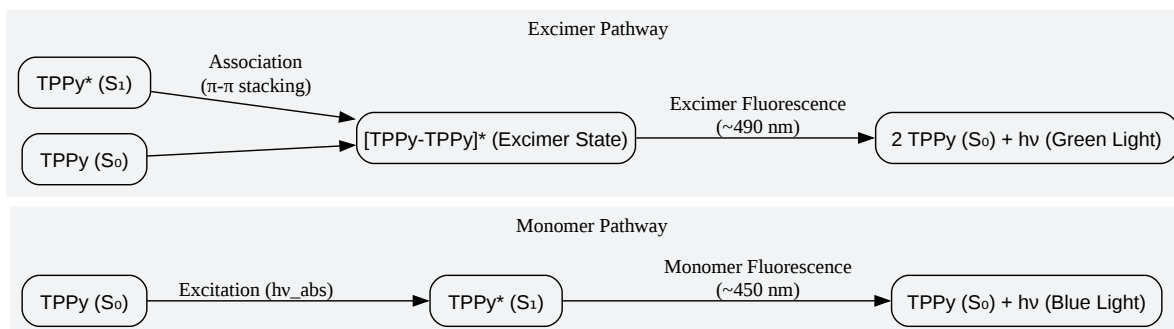 Excimer Pathway
TPPy* (S₁)
Association
(π-π stacking)
TPPy (S₀)
[TPPy-TPPy]* (Excimer State)
Excimer Fluorescence
(~490 nm)
2 TPPy (S₀) + hν (Green Light)
Monomer Pathway
TPPy (S₀)
Excitation (hν_abs)
TPPy* (S₁)
Monomer Fluorescence
(~450 nm)
TPPy (S₀) + hν (Blue Light)